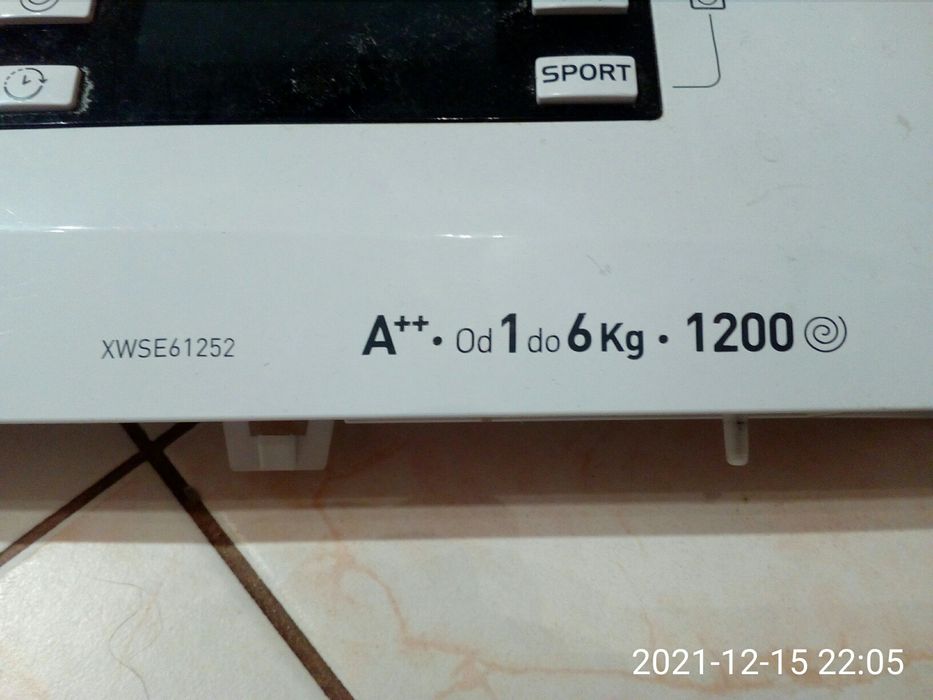 SPORT
XWSE61252
A++ • Od 1 do 6 Kg • 1200
2021-12-15 22:05